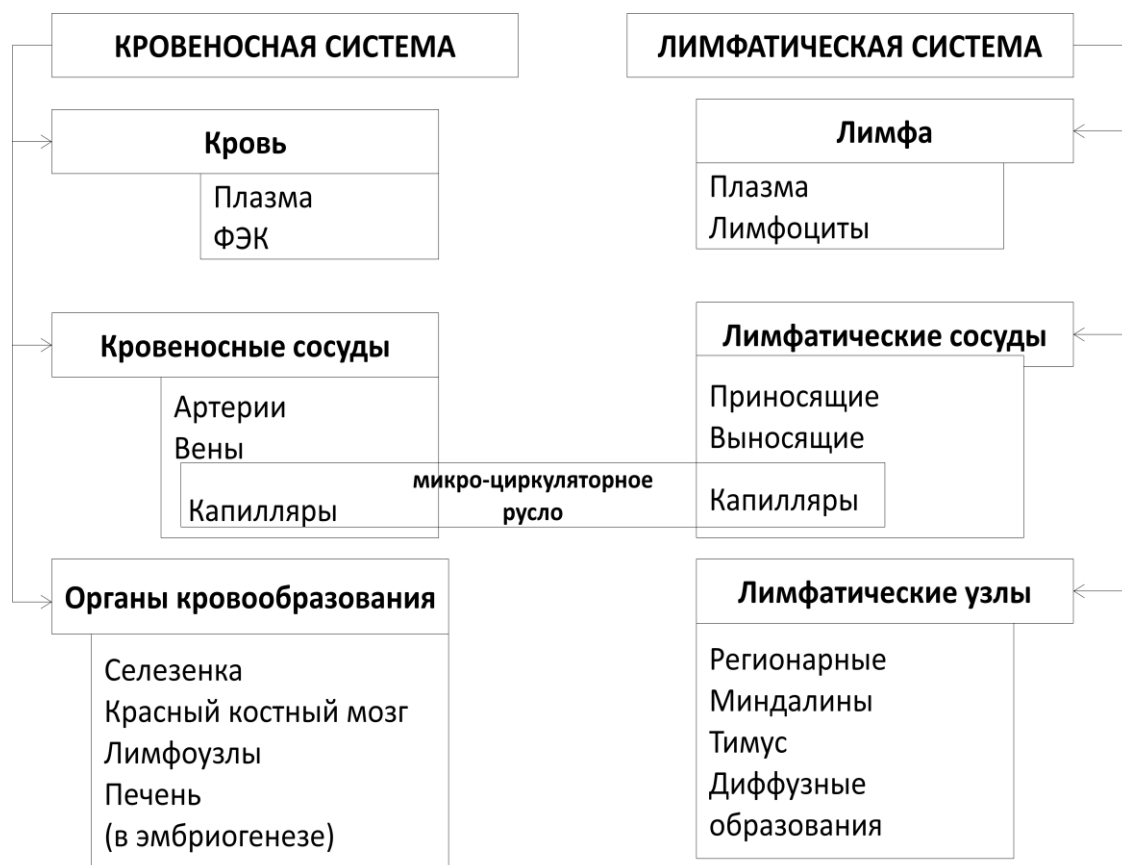 КРОВЕНОСНАЯ СИСТЕМА
Кровь
Плазма
ФЭК
Кровеносные сосуды
Артерии
Вены
Капилляры
микро-циркуляторное
русло
Органы кровообразования
Селезенка
Красный костный мозг
Лимфоузлы
Печень
(в эмбриогенезе)
ЛИМФАТИЧЕСКАЯ СИСТЕМА
Лимфа
Плазма
Лимфоциты
Лимфатические сосуды
Приносящие
Выносящие
Капилляры
Лимфатические узлы
Регионарные
Миндалины
Тимус
Диффузные
образования